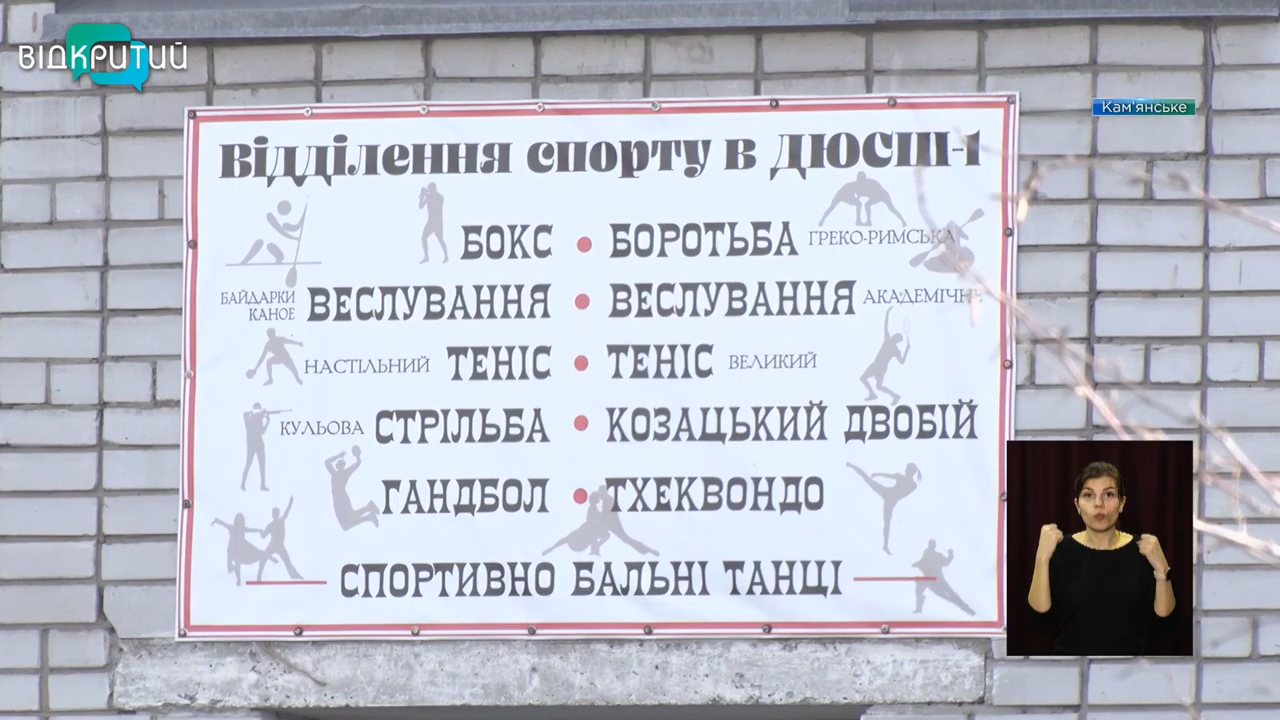 ВІДКРИТИЙ
Кам'янське
Відділення спорту в ДЮСШ-1
БОКС • БОРОТЬБА ГРЕКО-РИМСЬКА
БАЙДАРКИ КАНОЕ ВЕСЛУВАННЯ • ВЕСЛУВАННЯ АКАДЕМІЧНЕ
НАСТІЛЬНИЙ ТЕНІС • ТЕНІС ВЕЛИКИЙ
КУЛЬОВА СТРІЛЬБА • КОЗАЦЬКИЙ ДВОБІЙ
ГАНДБОЛ • ТХЕКВОНДО
СПОРТИВНО БАЛЬНІ ТАНЦІ